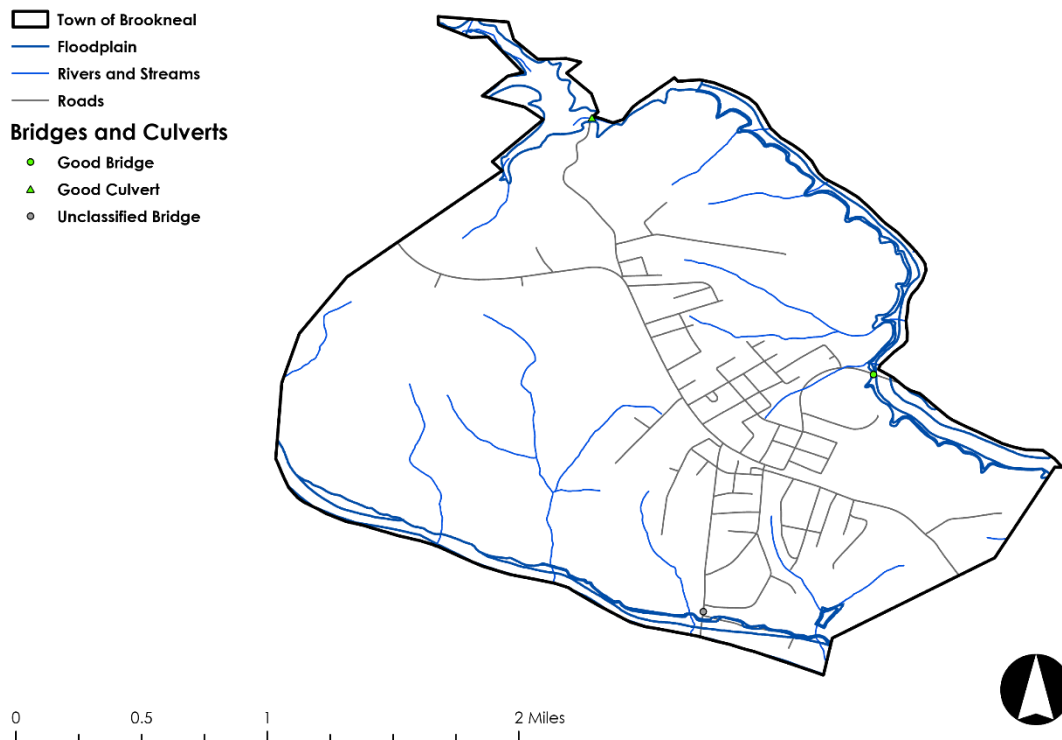 Town of Brookneal
Floodplain
Rivers and Streams
Roads
Bridges and Culverts
Good Bridge
Good Culvert
Unclassified Bridge
0 0.5 1 2 Miles